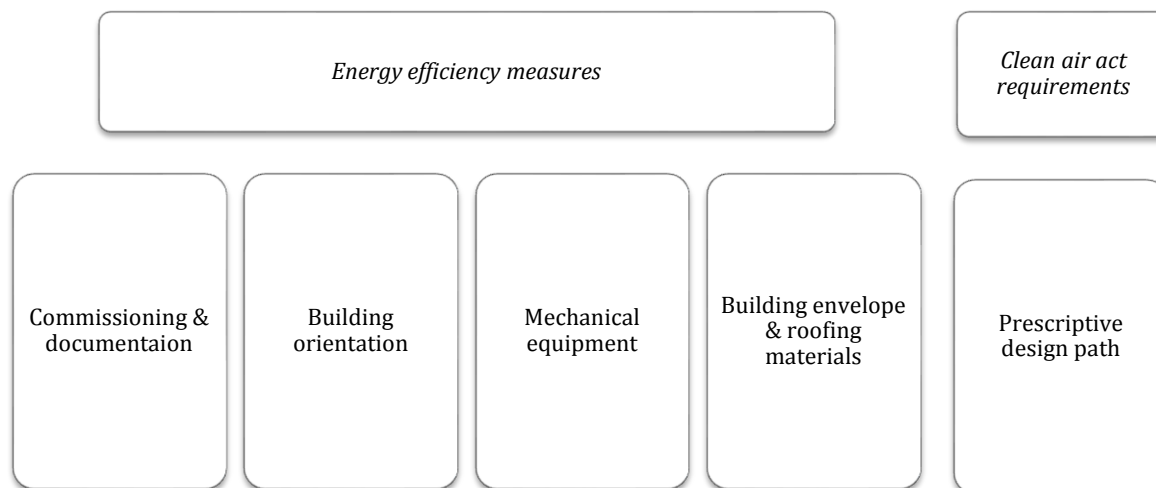 Energy efficiency measures
Clean air act
requirements
Commissioning &
documentaion
Building
orientation
Mechanical
equipment
Building envelope
& roofing
materials
Prescriptive
design path